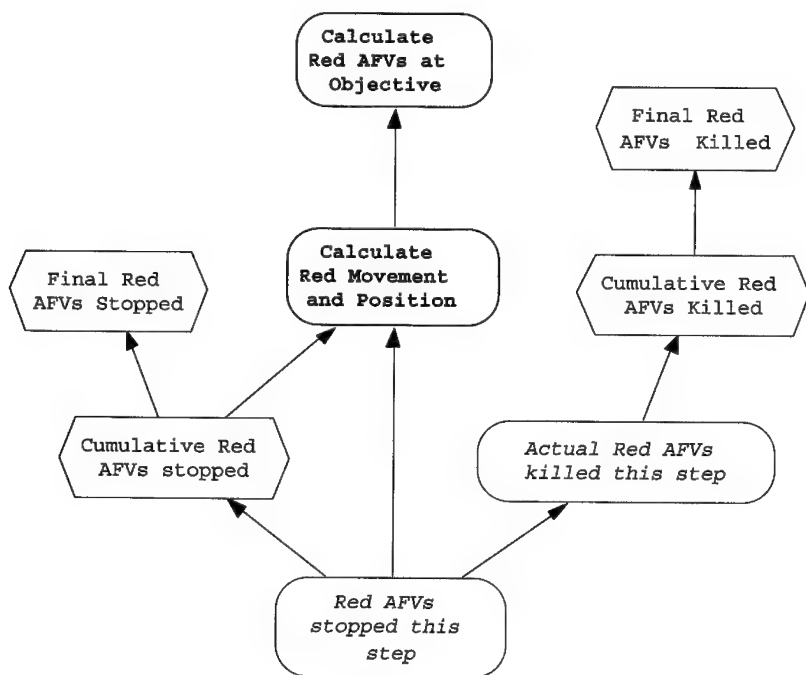 Calculate
Red AFVs at
Objective
Final Red
AFVs Killed
Calculate
Red Movement
and Position
Final Red
AFVs Stopped
Cumulative Red
AFVs Killed
Cumulative Red
AFVs stopped
Actual Red AFVs
killed this step
Red AFVs
stopped this
step